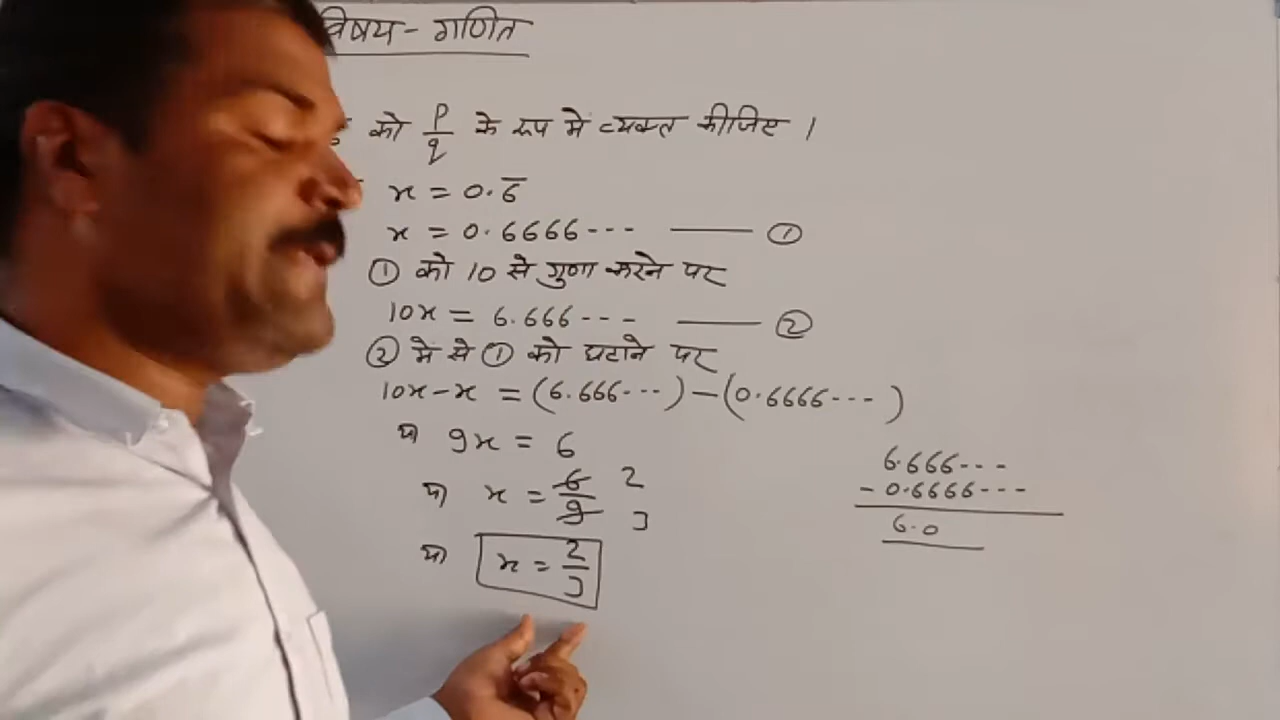 विषय - गणित
को p/q के रूप मे व्यक्त कीजिए ।
x = 0.6̅
x = 0.6666--- ——— ①
① को 10 से गुणा करने पर
10x = 6.666--- ——— ②
② मे से ① को घटाने पर
10x-x = (6.666---) - (0.6666---)
या 9x = 6
या x = 6/9 2 3
या x = 2/3
6.666---
- 0.6666---
6.0